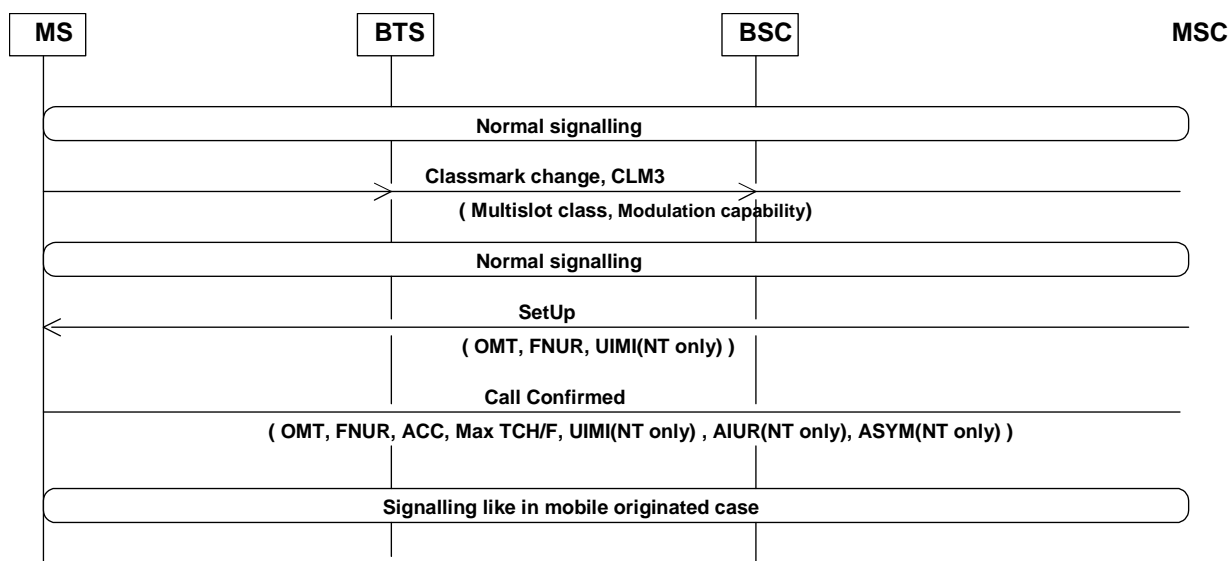 MS BTS BSC MSC
Normal signalling
Classmark change, CLM3
( Multislot class, Modulation capability)
Normal signalling
SetUp
( OMT, FNUR, UIMI(NT only) )
Call Confirmed
( OMT, FNUR, ACC, Max TCH/F, UIMI(NT only) , AIUR(NT only), ASYM(NT only) )
Signalling like in mobile originated case